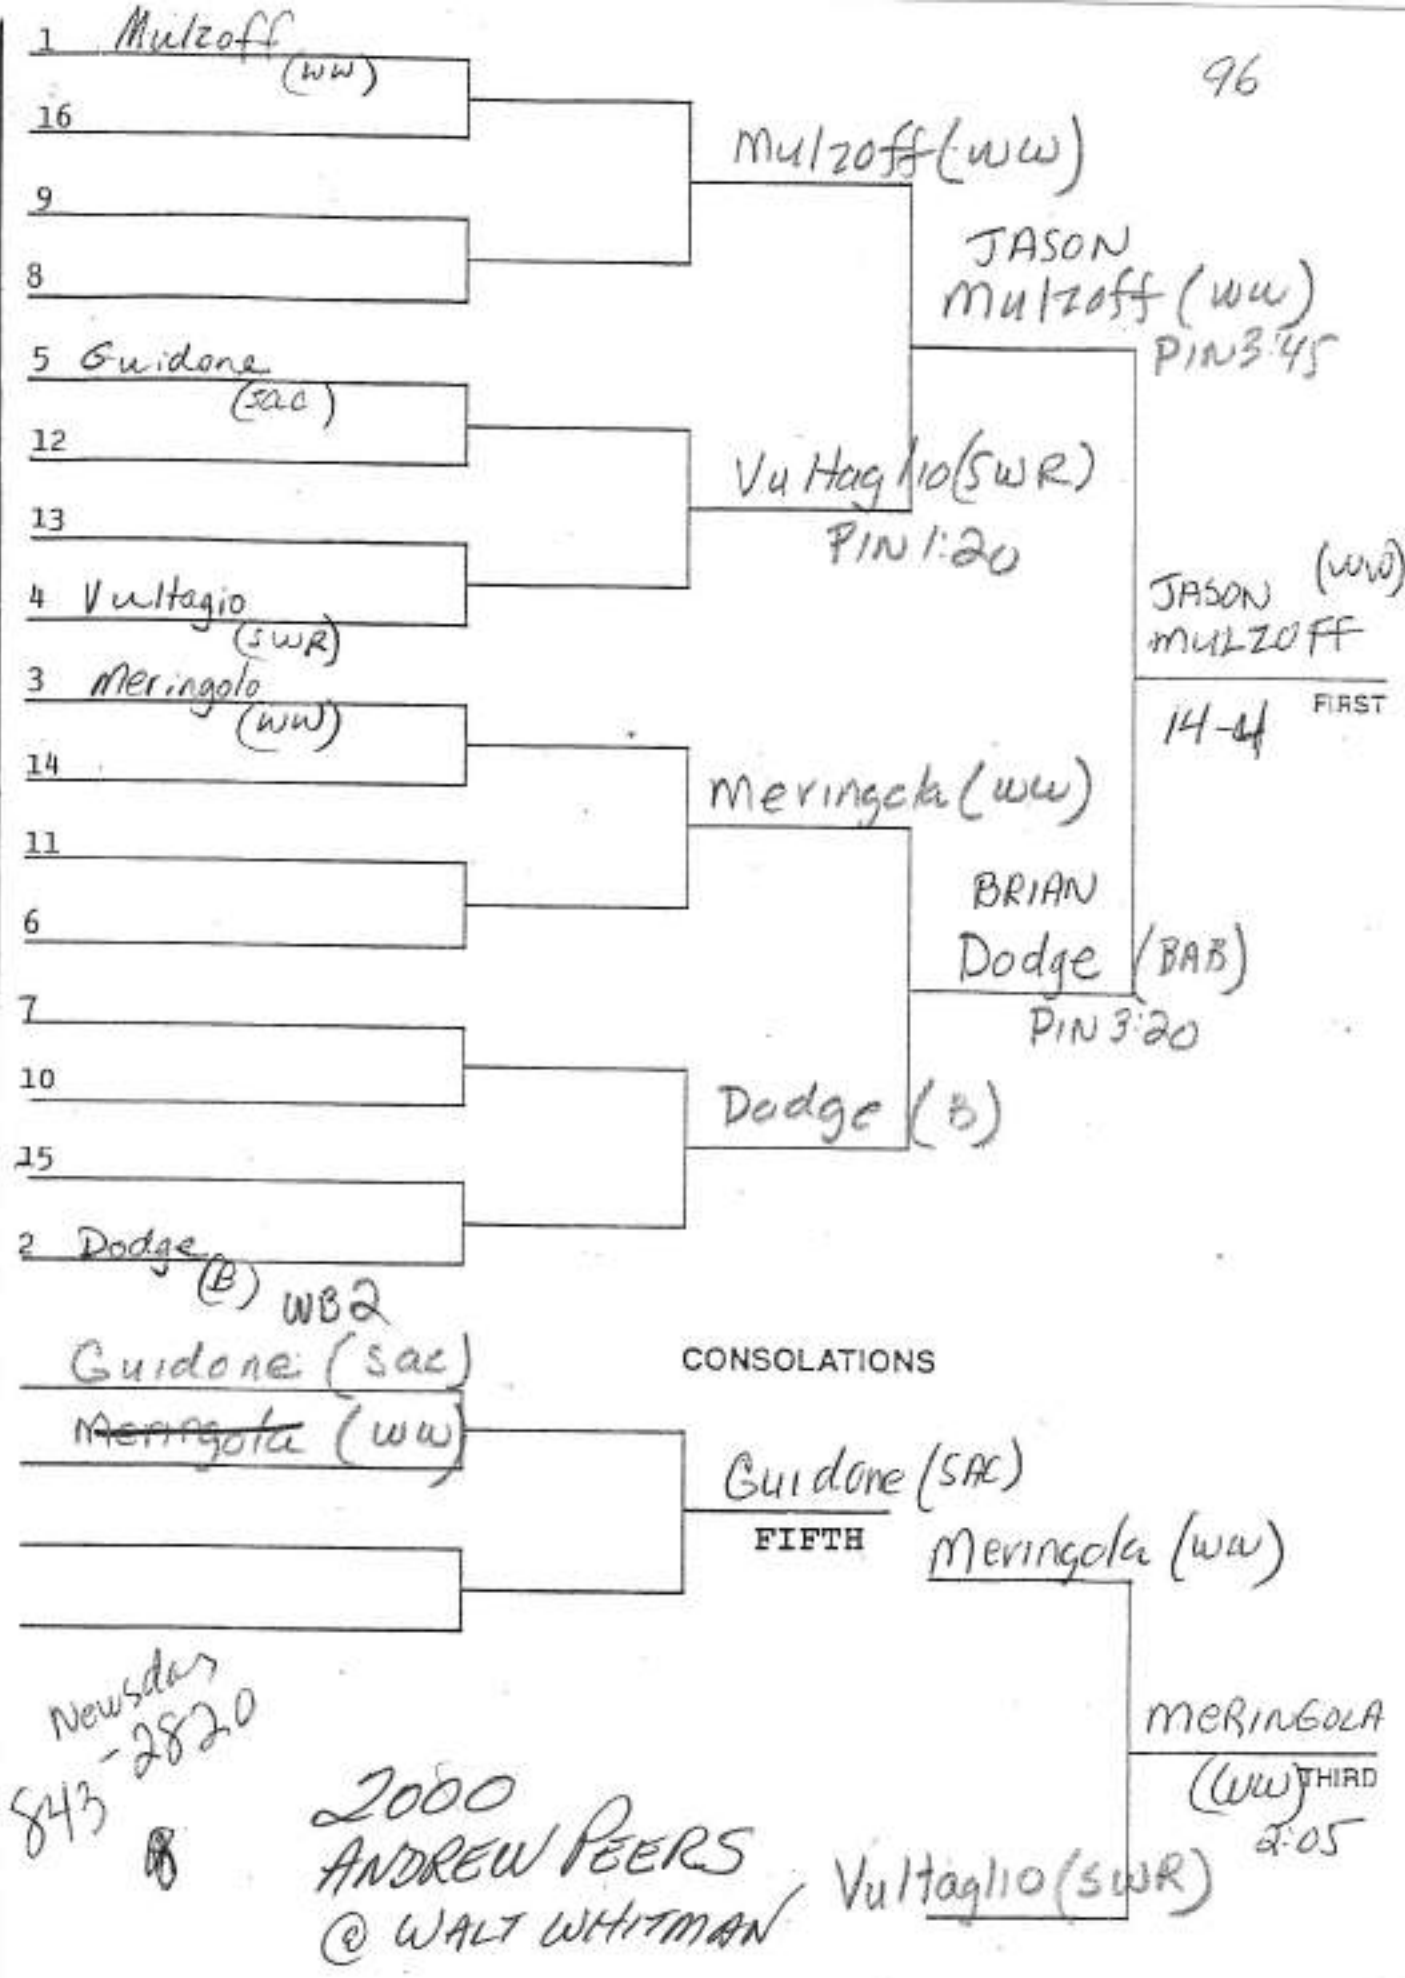 96
1 Mulzoff
(WW)
16
9
8
5 Guidone
(SAC)
12
13
4 Vultagio
(SWR)
3 Meringolo
(WW)
14
11
6
7
10
15
2 Dodge
(B)
WB2
Mulzoff (WW)
Vultaglio (SWR)
PIN 1:20
Meringola (WW)
Dodge (B)
JASON
Mulzoff (WW)
PIN 3:45
BRIAN
Dodge (BAB)
PIN 3:20
JASON (WW)
MULZOFF
FIRST
14-4
CONSOLATIONS
Guidone (SAC)
Meringola (WW)
Guidone (SAC)
FIFTH
Meringola (WW)
Vultaglio (SWR)
MERINGOLA
(WW) THIRD
2:05
Newsday
843-2820
2000
ANDREW PEERS
@ WALT WHITMAN